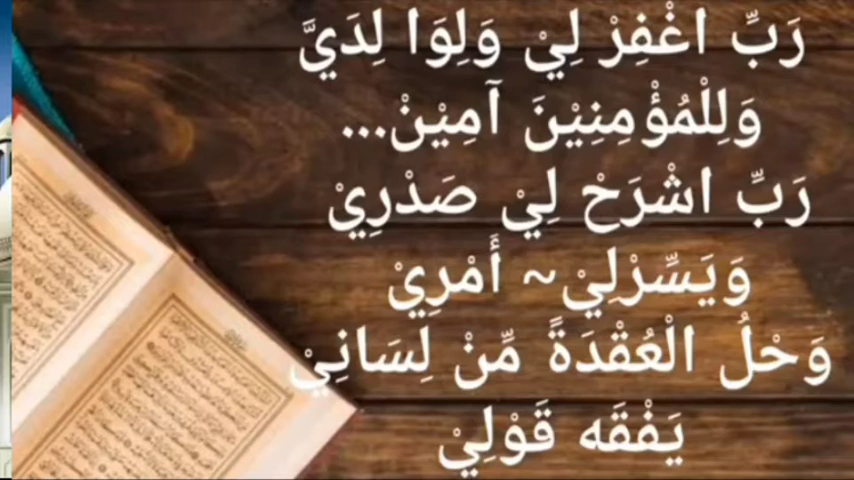 رَبِّ اغْفِرْ لِيْ وَلِوَا لِدَيَّ
وَلِلْمُؤْمِنِيْنَ آمِيْنْ...
رَبِّ اشْرَحْ لِيْ صَدْرِيْ
وَيَسِّرْلِيْ~ أَمْرِيْ
وَحْلُ الْعُقْدَةً مِّنْ لِسَانِيْ
يَفْقَه قَوْلِيْ